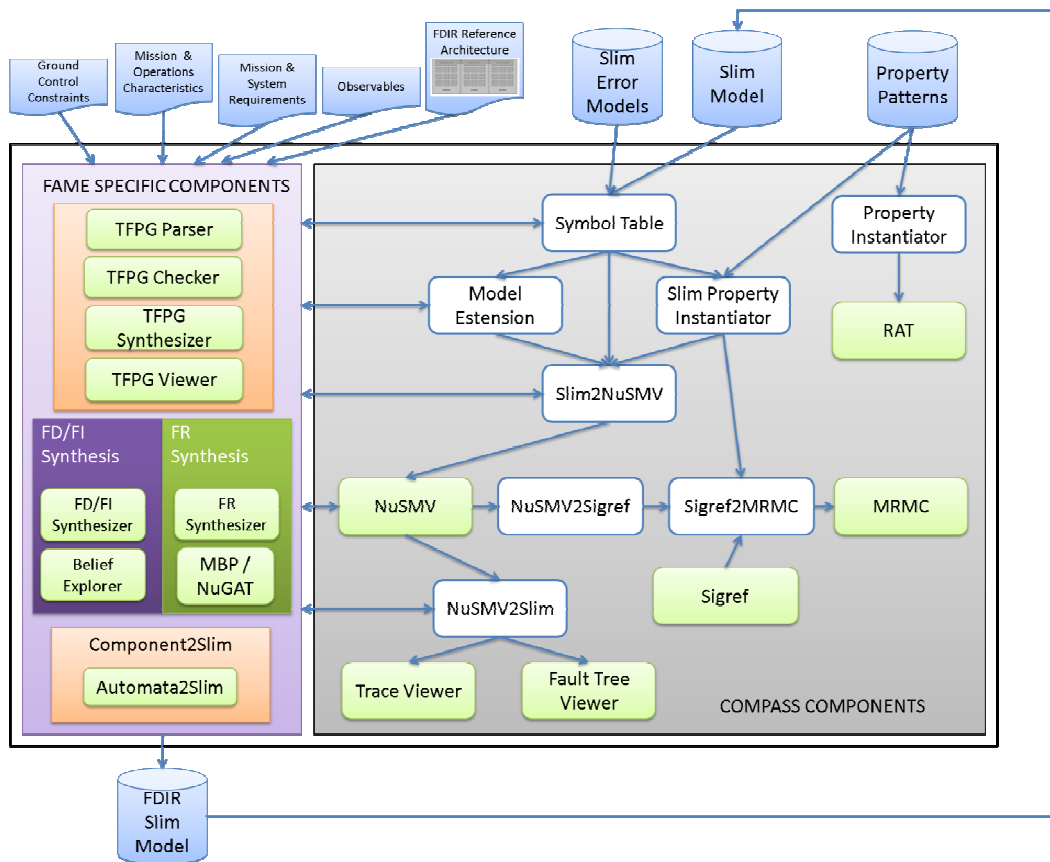 FDIR Reference
Architecture
Ground
Control
Constraints
Mission &
Operations
Characteristics
Mission &
System
Requirements
Observables
Slim
Error
Models
Slim
Model
Property
Patterns
FAME SPECIFIC COMPONENTS
TFPG Parser
TFPG Checker
TFPG
Synthesizer
TFPG Viewer
FD/FI
Synthesis
FR
Synthesis
FD/FI
Synthesizer
FR
Synthesizer
Belief
Explorer
MBP /
NuGAT
Component2Slim
Automata2Slim
Symbol Table
Property
Instantiator
Model
Estension
Slim Property
Instantiator
RAT
Slim2NuSMV
NuSMV
NuSMV2Sigref
Sigref2MRMC
MRMC
Sigref
NuSMV2Slim
Trace Viewer
Fault Tree
Viewer
COMPASS COMPONENTS
FDIR
Slim
Model